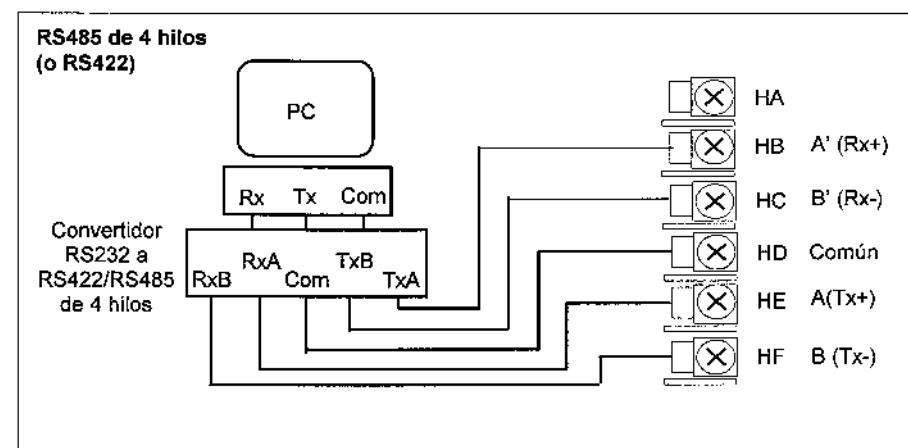 RS485 de 4 hilos
(o RS422)
PC
Rx Tx Com
Convertidor
RS232 a
RS422/RS485
de 4 hilos
RxB RxA Com TxB TxA
HA
HB A' (Rx+)
HC B' (Rx-)
HD Común
HE A(Tx+)
HF B (Tx-)